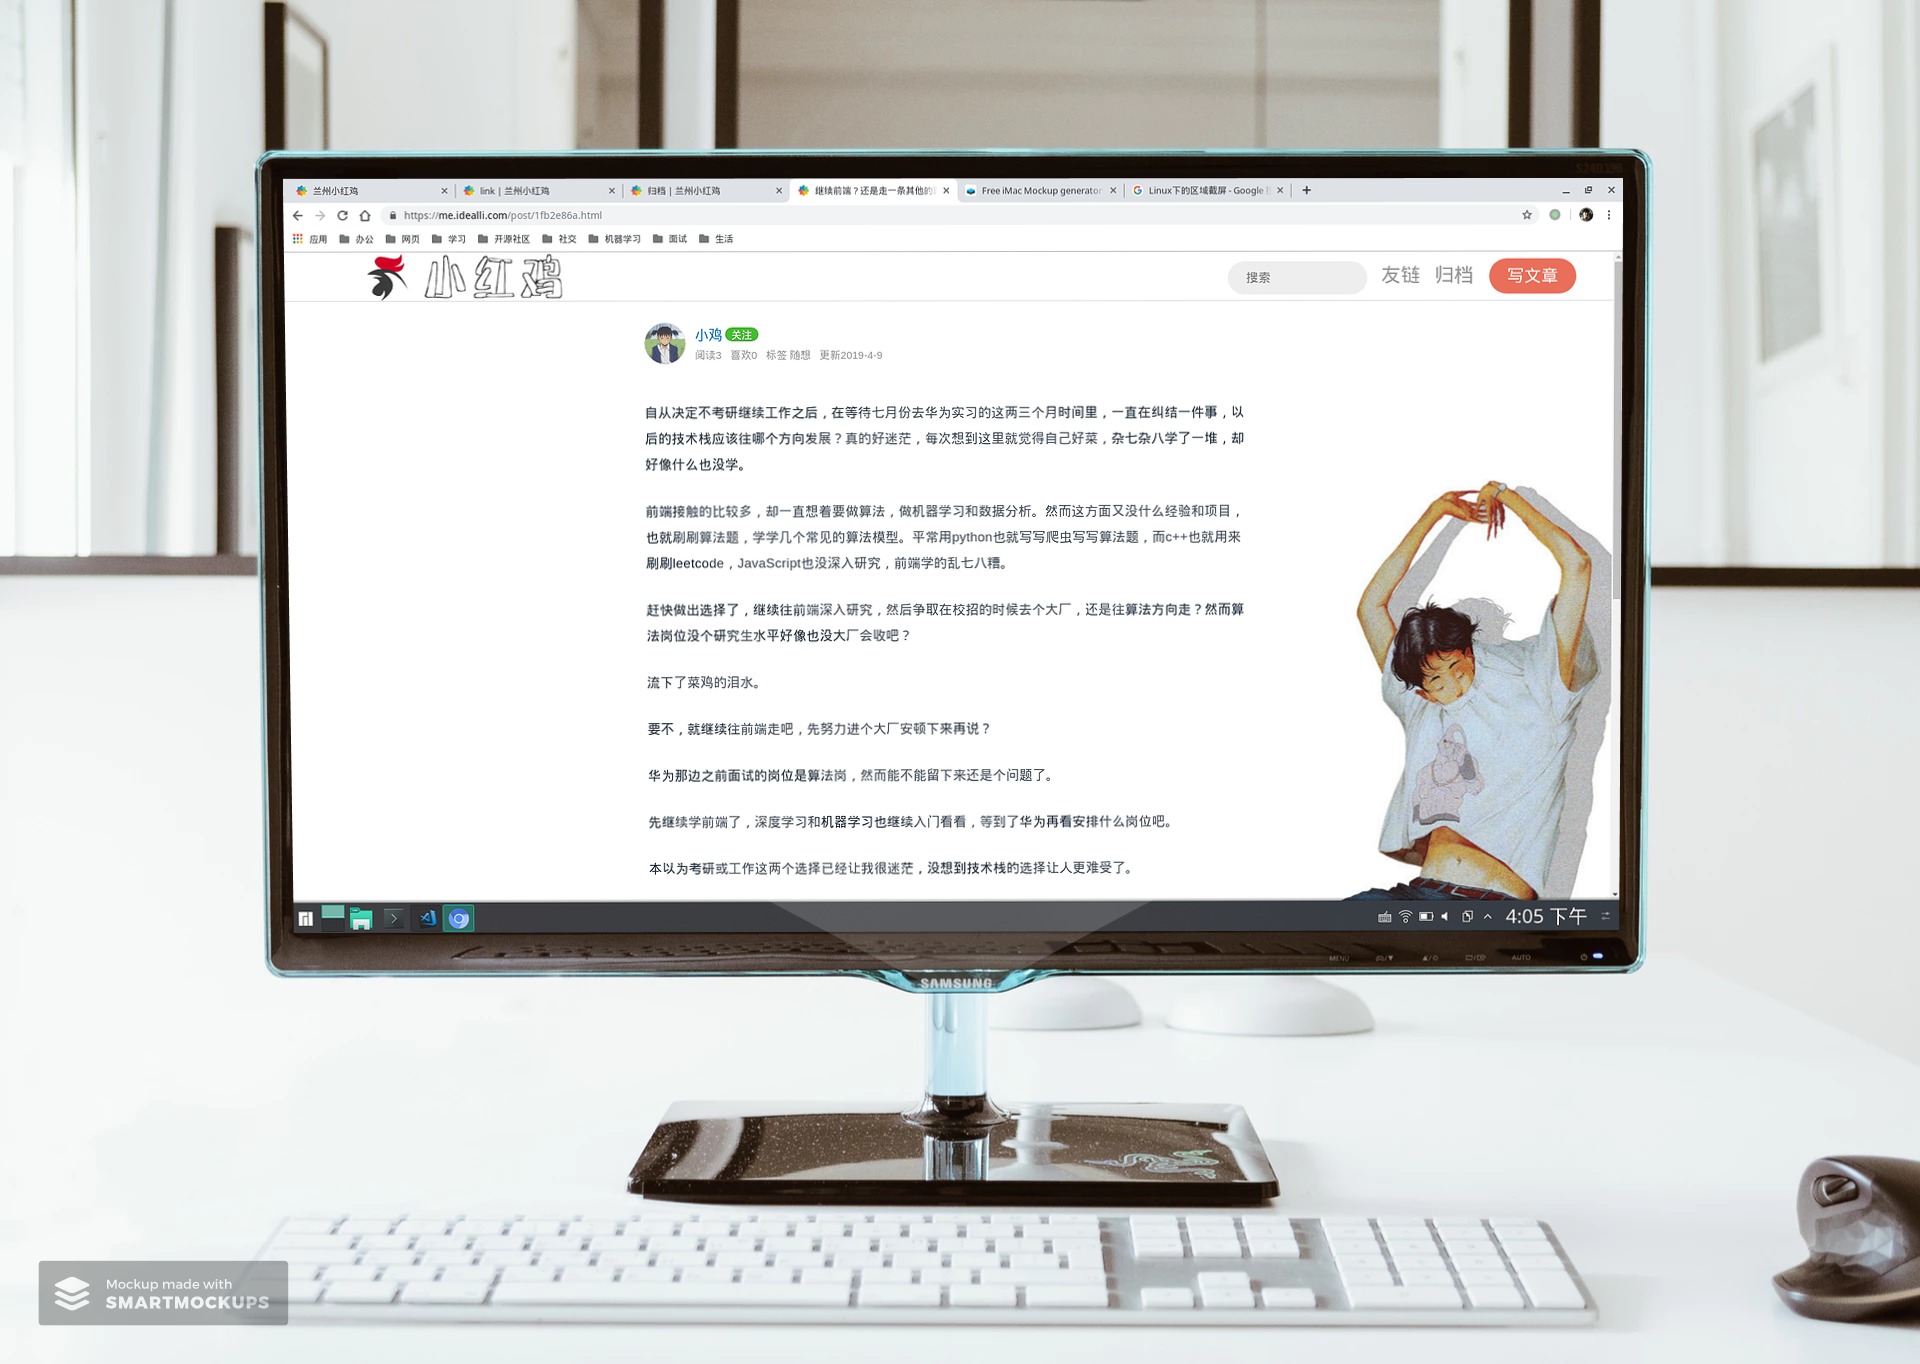 兰州小红鸡
link | 兰州小红鸡
归档 | 兰州小红鸡
继续前端？还是走一条其他的
Free iMac Mockup generator
Linux下的区域截屏 - Google
https://me.idealli.com/post/1fb2e86a.html
应用 办公 网页 学习 开源社区 社交 机器学习 面试 生活
小红鸡
搜索
友链 归档 写文章
小鸡 关注
阅读3 喜欢0 标签 随想 更新2019-4-9
自从决定不考研继续工作之后，在等待七月份去华为实习的这两三个月时间里，一直在纠结一件事，以
后的技术栈应该往哪个方向发展？真的好迷茫，每次想到这里就觉得自己好菜，杂七杂八学了一堆，却
好像什么也没学。
前端接触的比较多，却一直想着要做算法，做机器学习和数据分析。然而这方面又没什么经验和项目，
也就刷刷算法题，学学几个常见的算法模型。平常用python也就写写爬虫写写算法题，而c++也就用来
刷刷leetcode，JavaScript也没深入研究，前端学的乱七八糟。
赶快做出选择了，继续往前端深入研究，然后争取在校招的时候去个大厂，还是往算法方向走？然而算
法岗位没个研究生水平好像也没大厂会收吧？
流下了菜鸡的泪水。
要不，就继续往前端走吧，先努力进个大厂安顿下来再说？
华为那边之前面试的岗位是算法岗，然而能不能留下来还是个问题了。
先继续学前端了，深度学习和机器学习也继续入门看看，等到了华为再看安排什么岗位吧。
本以为考研或工作这两个选择已经让我很迷茫，没想到技术栈的选择让人更难受了。
4:05 下午
MENU
AUTO
SAMSUNG
Mockup made with
SMARTMOCKUPS